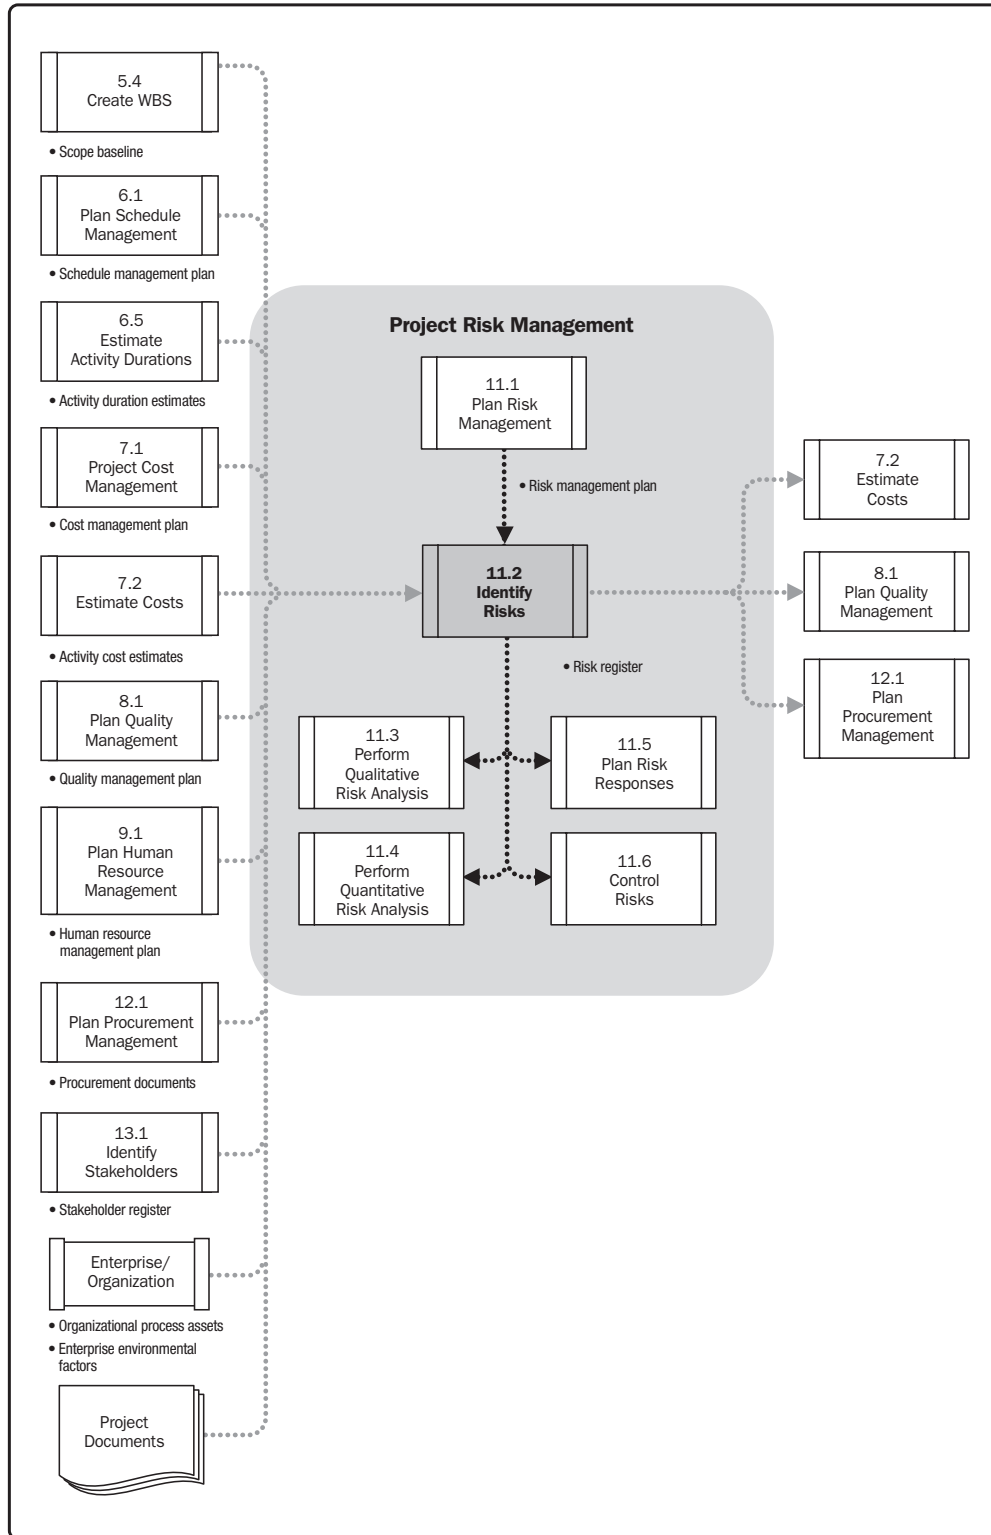 5.4
Create WBS
• Scope baseline
6.1
Plan Schedule
Management
• Schedule management plan
6.5
Estimate
Activity Durations
• Activity duration estimates
7.1
Project Cost
Management
• Cost management plan
7.2
Estimate Costs
• Activity cost estimates
8.1
Plan Quality
Management
• Quality management plan
9.1
Plan Human
Resource
Management
• Human resource
management plan
12.1
Plan Procurement
Management
• Procurement documents
13.1
Identify
Stakeholders
• Stakeholder register
Enterprise/
Organization
• Organizational process assets
• Enterprise environmental
factors
Project
Documents
Project Risk Management
11.1
Plan Risk
Management
• Risk management plan
11.2
Identify
Risks
• Risk register
11.3
Perform
Qualitative
Risk Analysis
11.5
Plan Risk
Responses
11.4
Perform
Quantitative
Risk Analysis
11.6
Control
Risks
7.2
Estimate
Costs
8.1
Plan Quality
Management
12.1
Plan
Procurement
Management